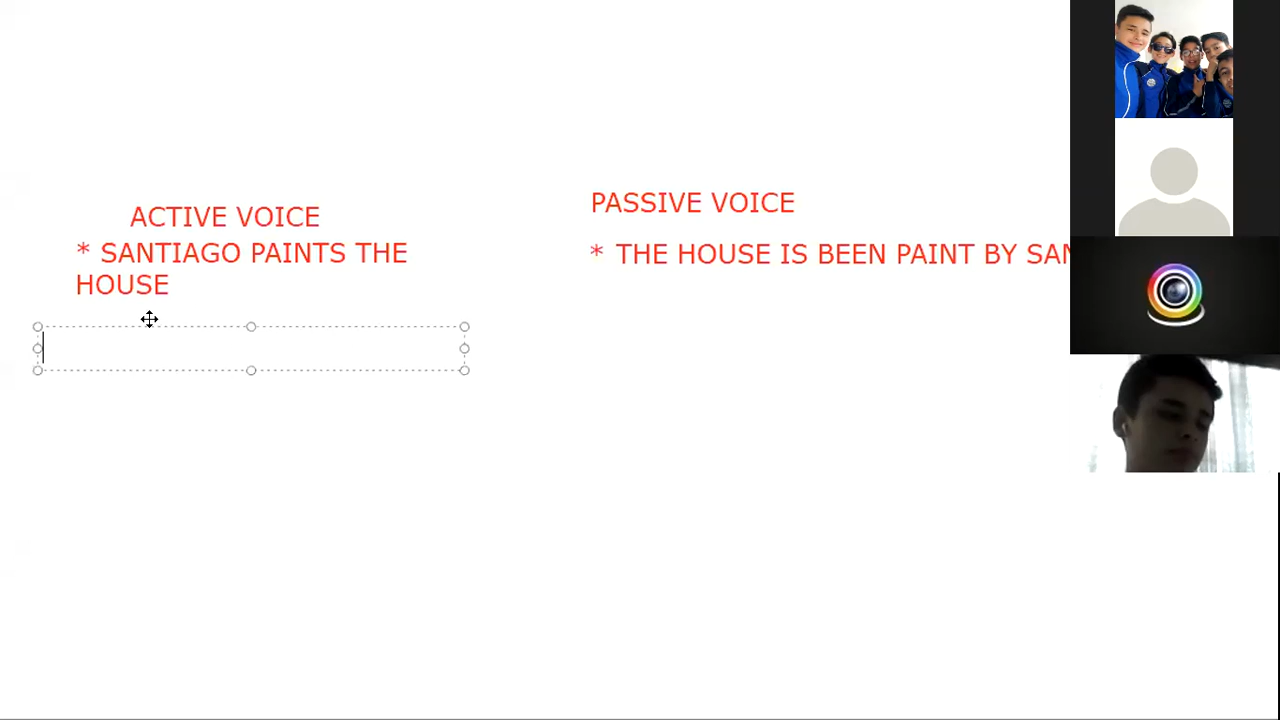 ACTIVE VOICE
* SANTIAGO PAINTS THE
HOUSE
PASSIVE VOICE
* THE HOUSE IS BEEN PAINT BY